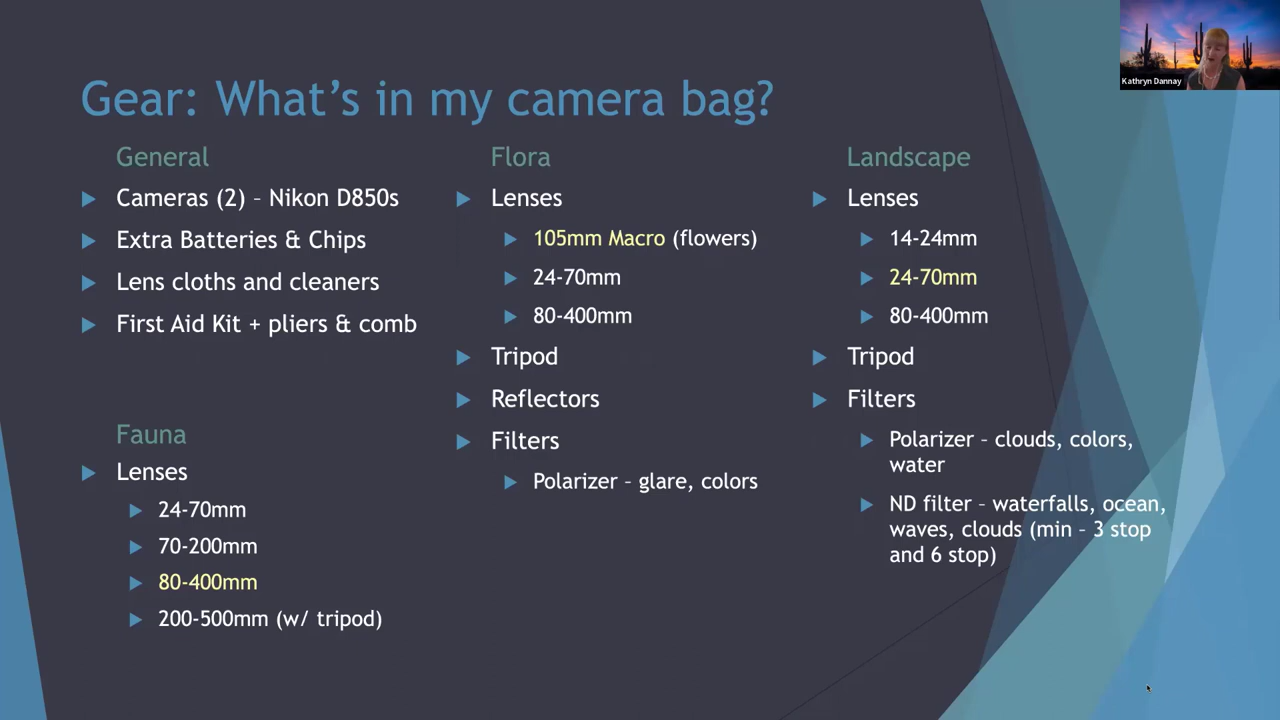 Gear: What's in my camera bag?
General
Cameras (2) – Nikon D850s
Extra Batteries & Chips
Lens cloths and cleaners
First Aid Kit + pliers & comb
Fauna
Lenses
24-70mm
70-200mm
80-400mm
200-500mm (w/ tripod)
Flora
Lenses
105mm Macro (flowers)
24-70mm
80-400mm
Tripod
Reflectors
Filters
Polarizer – glare, colors
Landscape
Lenses
14-24mm
24-70mm
80-400mm
Tripod
Filters
Polarizer – clouds, colors,
water
ND filter – waterfalls, ocean,
waves, clouds (min – 3 stop
and 6 stop)
Kathryn Dannay